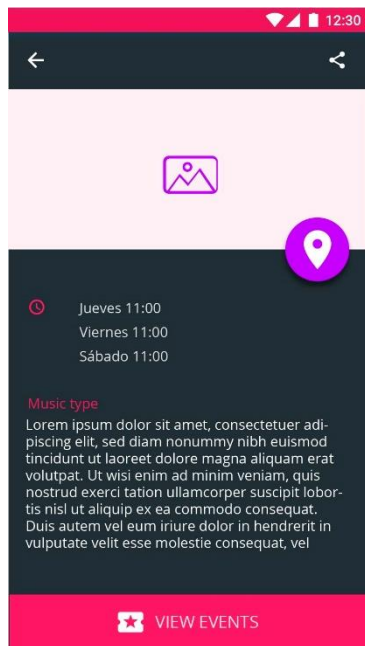 12:30
Jueves 11:00
Viernes 11:00
Sábado 11:00
Music type
Lorem ipsum dolor sit amet, consectetuer adi-
piscing elit, sed diam nonummy nibh euismod
tincidunt ut laoreet dolore magna aliquam erat
volutpat. Ut wisi enim ad minim veniam, quis
nostrud exerci tation ullamcorper suscipit lobor-
tis nisl ut aliquip ex ea commodo consequat.
Duis autem vel eum iriure dolor in hendrerit in
vulputate velit esse molestie consequat, vel
VIEW EVENTS